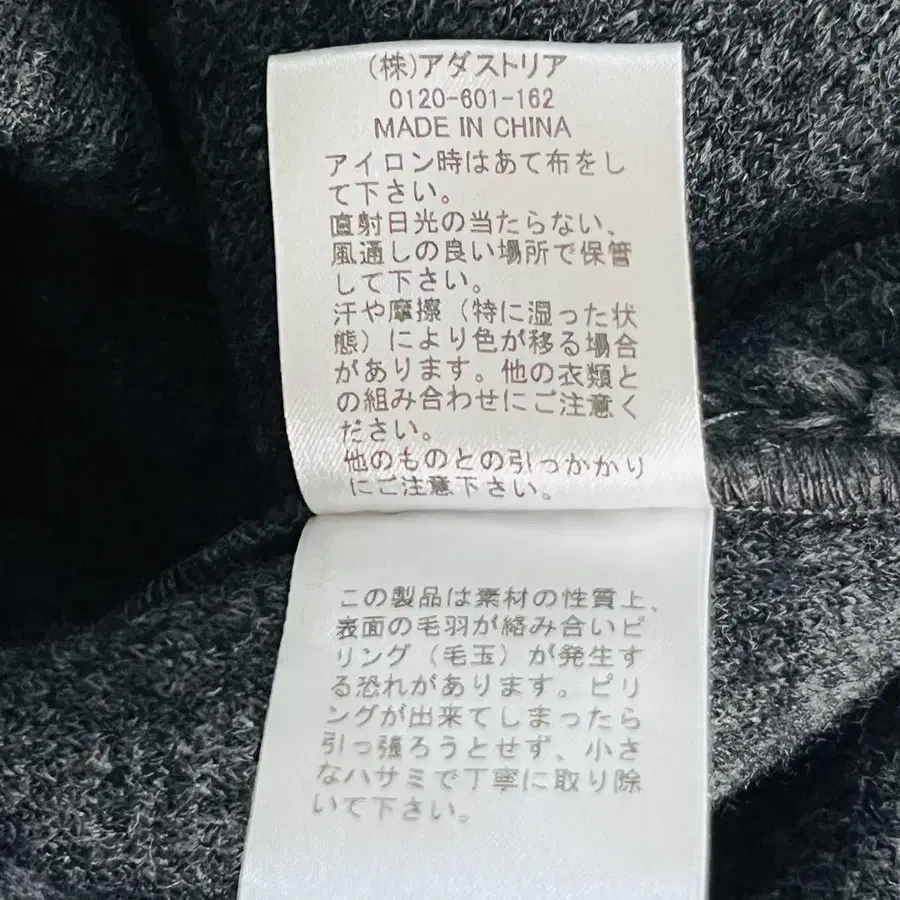 (株)アダストリア
0120-601-162
MADE IN CHINA
アイロン時はあて布をし
て下さい。
直射日光の当たらない、
風通しの良い場所で保管
して下さい。
汗や摩擦（特に湿った状
態）により色が移る場合
があります。他の衣類と
の組み合わせにご注意く
ださい。
他のものとの引っかかり
にご注意下さい。
この製品は素材の性質上、
表面の毛羽が絡み合いピ
リング（毛玉）が発生す
る恐れがあります。ピリ
ングが出来てしまったら
引っ張ろうとせず、小さ
なハサミで丁寧に取り除
いて下さい。